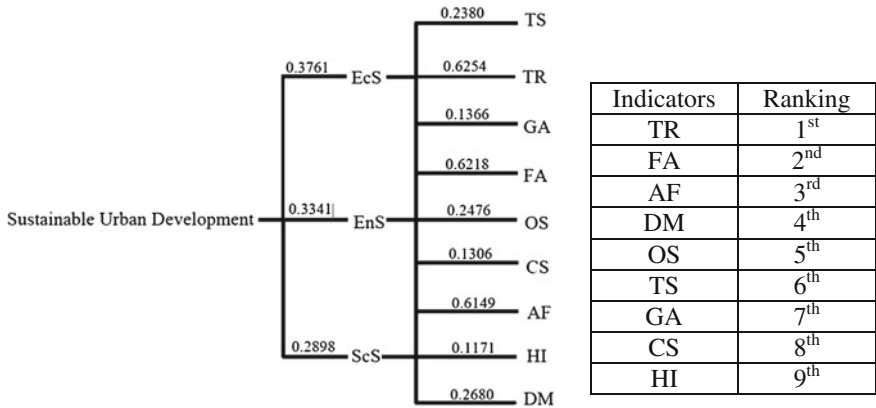 0.2380 TS
0.3761 EcS 0.6254 TR
0.1366 GA
0.6218 FA
Sustainable Urban Development 0.3341| EnS 0.2476 OS
0.1306 CS
0.6149 AF
0.2898 ScS 0.1171 HI
0.2680 DM
Indicators Ranking
TR 1st
FA 2nd
AF 3rd
DM 4th
OS 5th
TS 6th
GA 7th
CS 8th
HI 9th